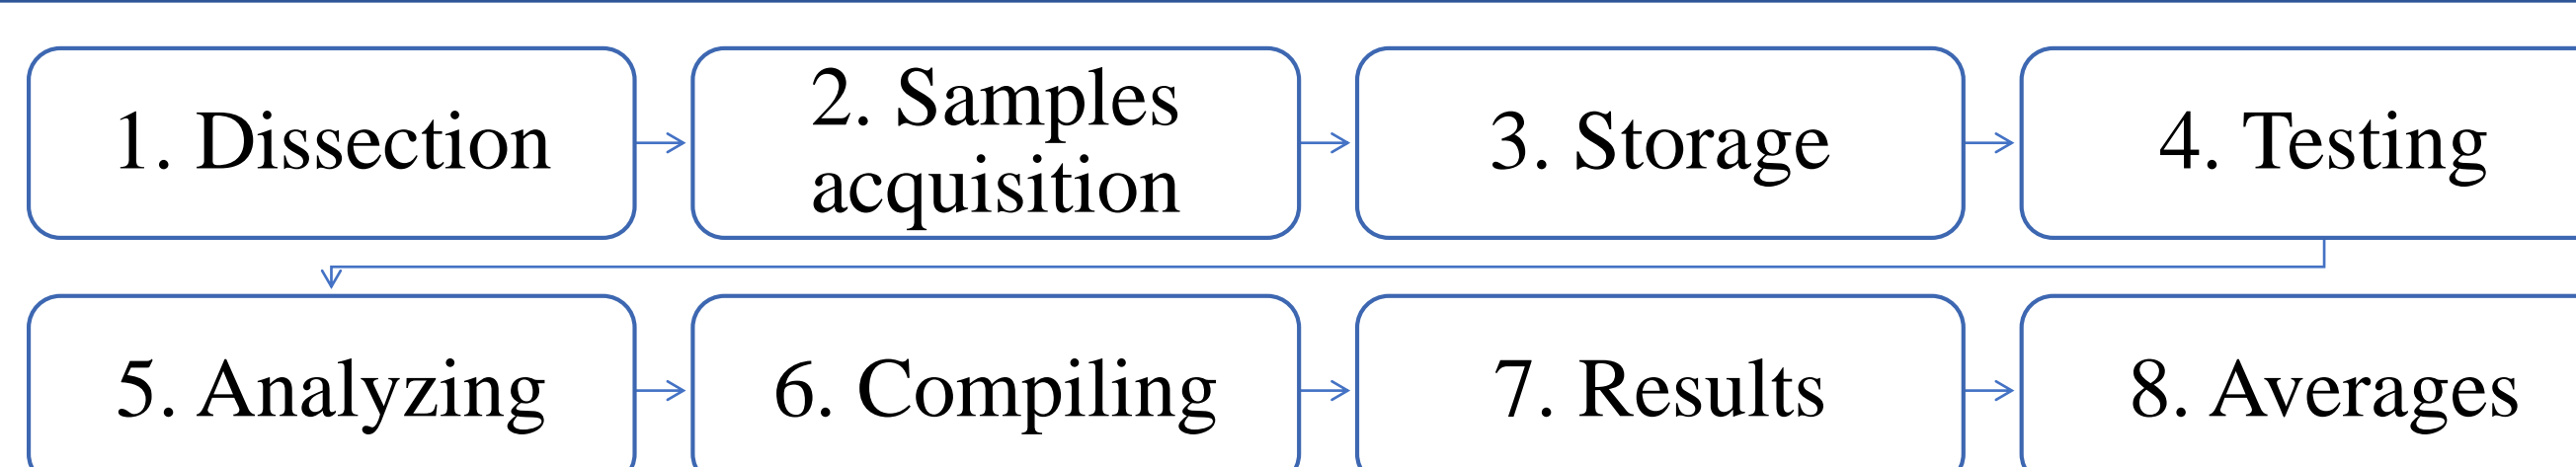 1. Dissection
2. Samples
acquisition
3. Storage
4. Testing
5. Analyzing
6. Compiling
7. Results
8. Averages